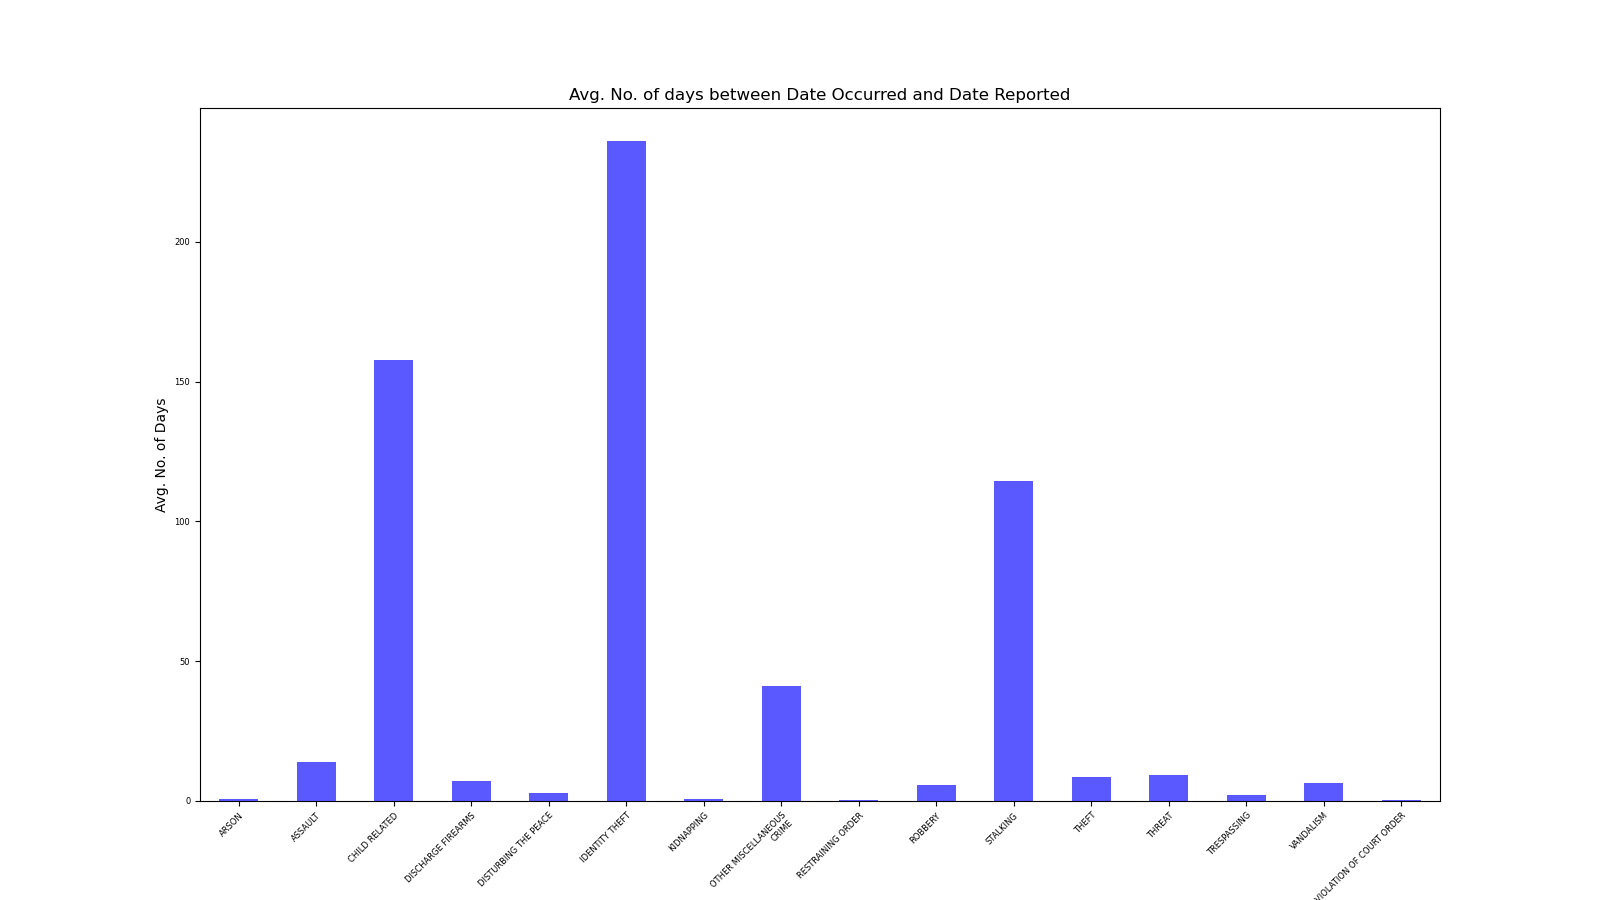 Avg. No. of days between Date Occurred and Date Reported
Avg. No. of Days
200
150
100
50
0
ARSON
ASSAULT
CHILD RELATED
DISCHARGE FIREARMS
DISTURBING THE PEACE
IDENTITY THEFT
KIDNAPPING
OTHER MISCELLANEOUS
CRIME
RESTRAINING ORDER
ROBBERY
STALKING
THEFT
THREAT
TRESPASSING
VANDALISM
VIOLATION OF COURT ORDER